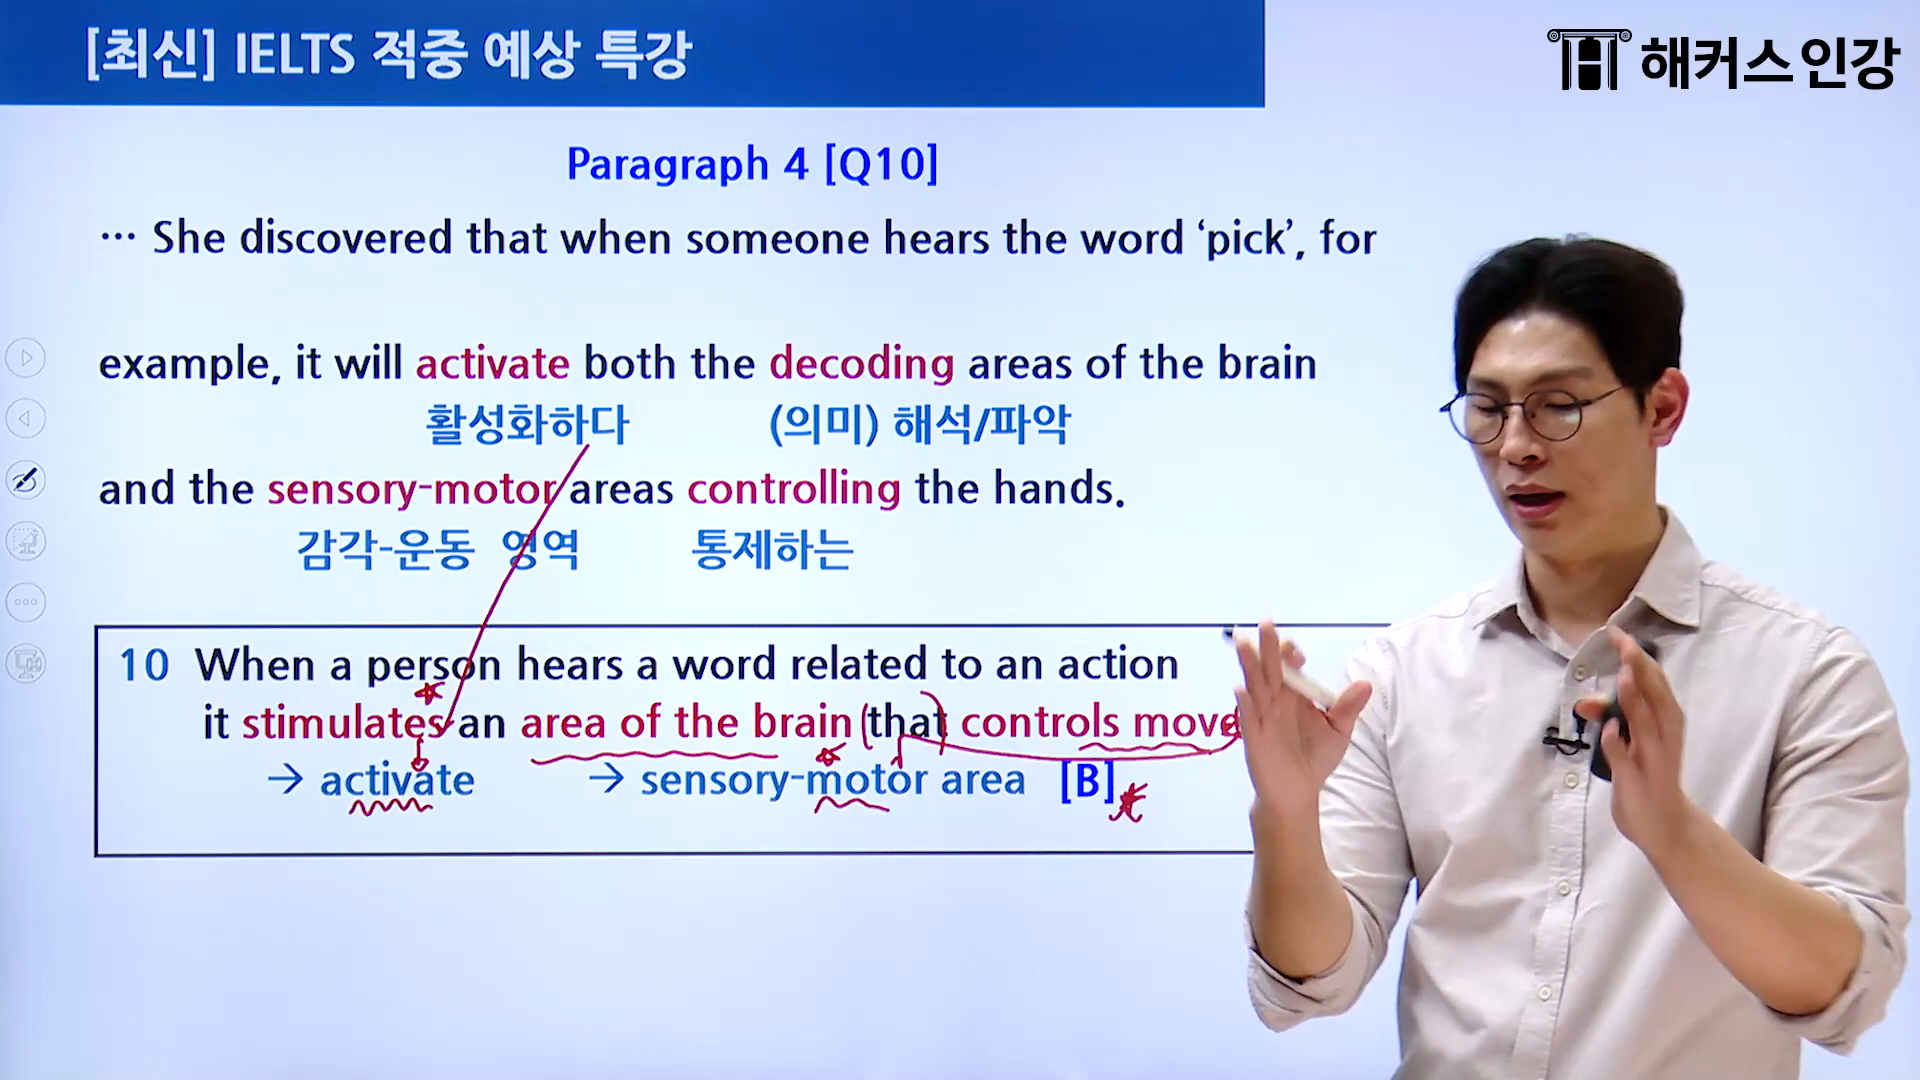 [최신] IELTS 적중 예상 특강
해커스인강
Paragraph 4 [Q10]
… She discovered that when someone hears the word ‘pick’, for
example, it will activate both the decoding areas of the brain
활성화하다 (의미) 해석/파악
and the sensory-motor areas controlling the hands.
감각-운동 영역 통제하는
10 When a person hears a word related to an action
it stimulates an area of the brain (that) controls
→ activate → sensory-motor area [B]